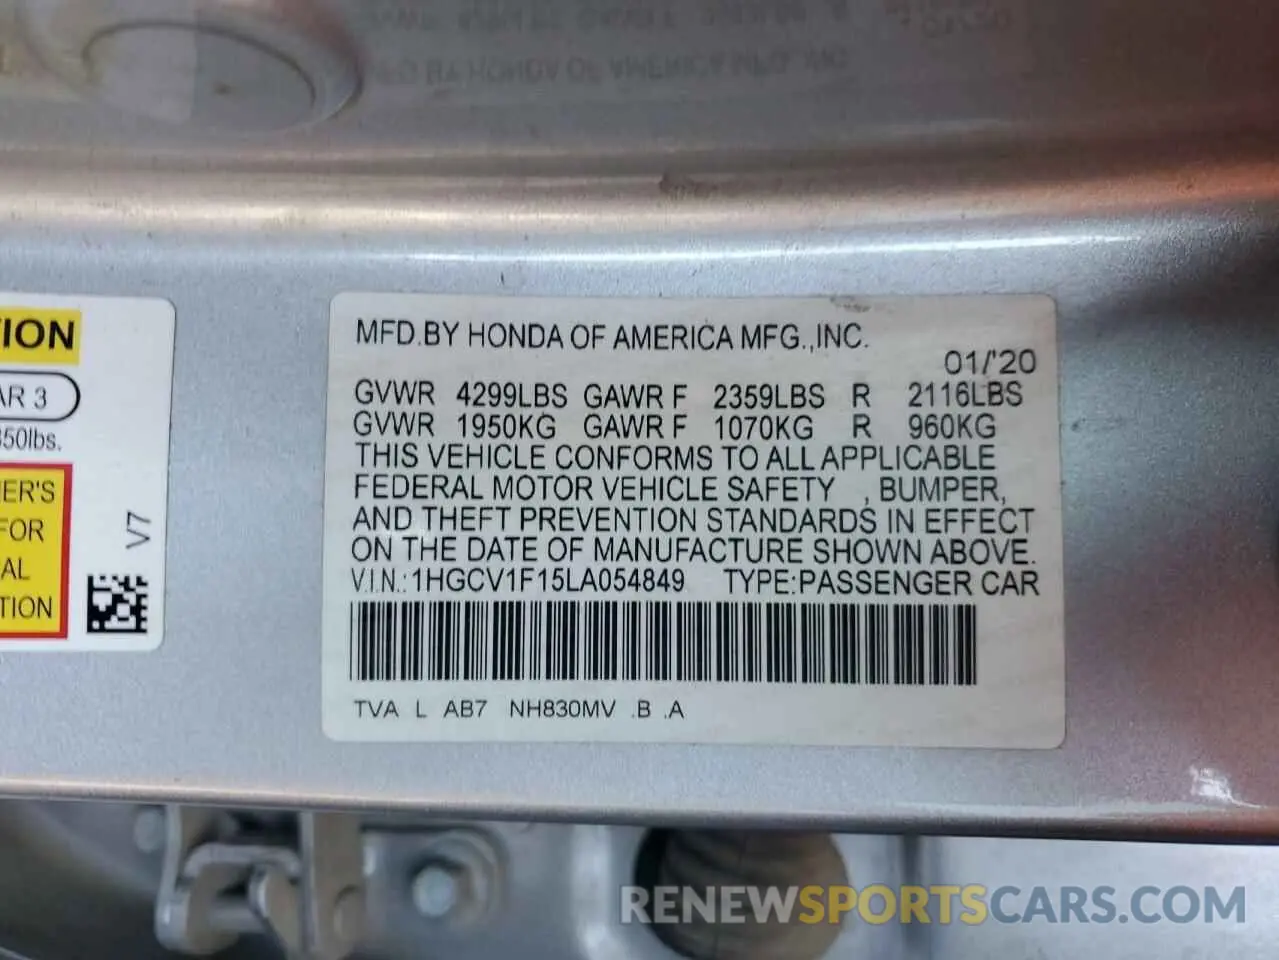 MFD.BY HONDA OF AMERICA MFG.,INC.
01/'20
GVWR 4299LBS GAWR F 2359LBS R 2116LBS
GVWR 1950KG GAWR F 1070KG R 960KG
THIS VEHICLE CONFORMS TO ALL APPLICABLE
FEDERAL MOTOR VEHICLE SAFETY , BUMPER,
AND THEFT PREVENTION STANDARDS IN EFFECT
ON THE DATE OF MANUFACTURE SHOWN ABOVE.
V.I.N.:1HGCV1F15LA054849 TYPE:PASSENGER CAR
TVA L AB7 NH830MV .B .A
TION
AR 3
350lbs.
ER'S
FOR
AL
TION
V7
RENEWSPORTSCARS.COM